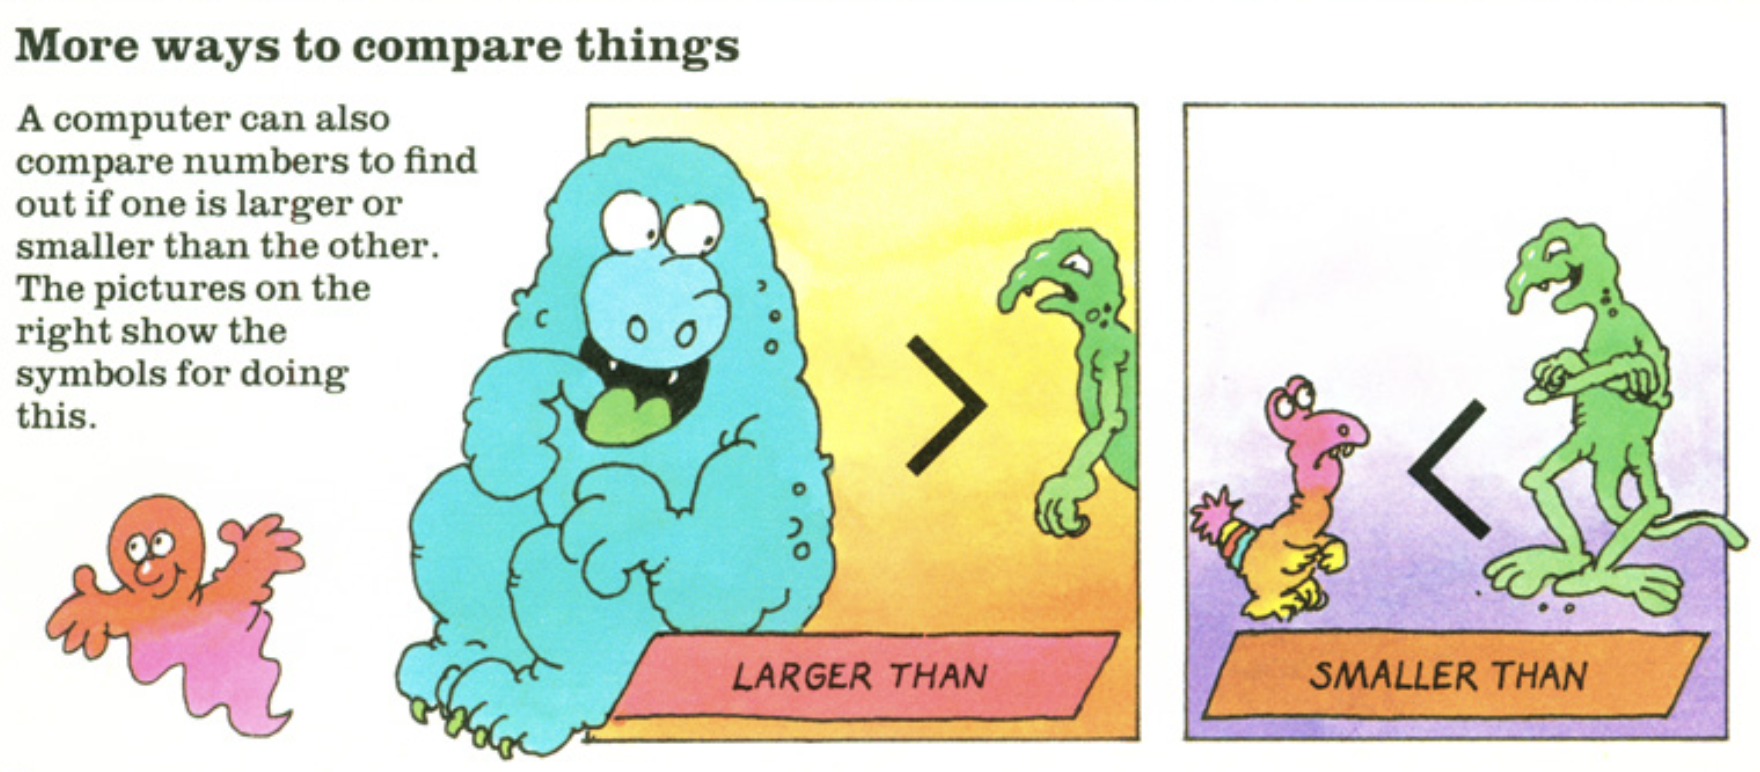 More ways to compare things
A computer can also
compare numbers to find
out if one is larger or
smaller than the other.
The pictures on the
right show the
symbols for doing
this.
>
<
LARGER THAN
SMALLER THAN